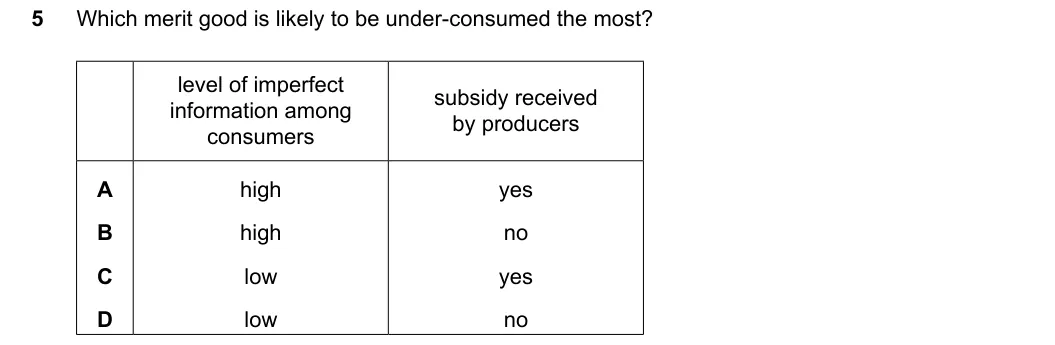 5 Which merit good is likely to be under-consumed the most?
level of imperfect
information among
consumers
subsidy received
by producers
A high yes
B high no
C low yes
D low no